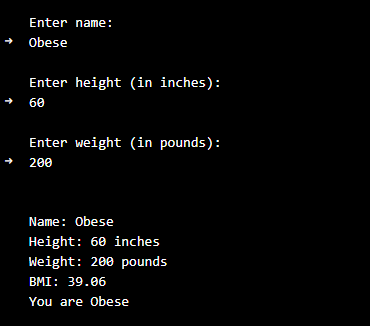 Enter name:
➜ Obese
Enter height (in inches):
➜ 60
Enter weight (in pounds):
➜ 200
Name: Obese
Height: 60 inches
Weight: 200 pounds
BMI: 39.06
You are Obese